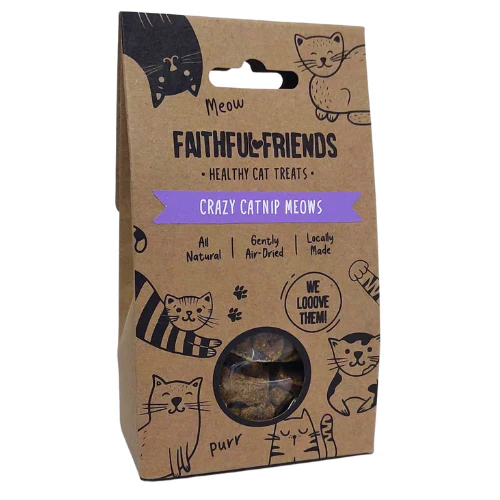 Meow
FAITHFUL♥FRIENDS
• HEALTHY CAT TREATS •
CRAZY CATNIP MEOWS
All Natural | Gently Air-Dried | Locally Made
WE
LOOOVE
THEM!
purr